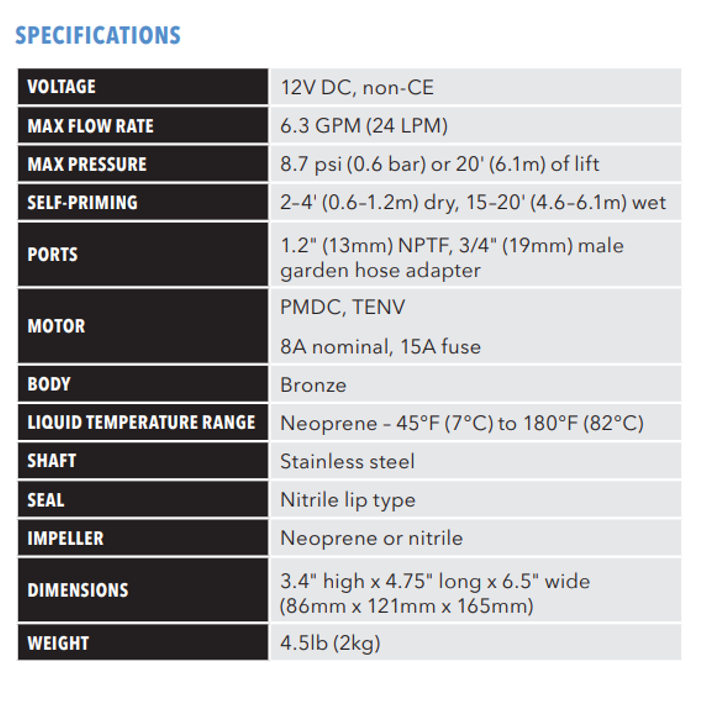 SPECIFICATIONS
VOLTAGE 12V DC, non-CE
MAX FLOW RATE 6.3 GPM (24 LPM)
MAX PRESSURE 8.7 psi (0.6 bar) or 20' (6.1m) of lift
SELF-PRIMING 2–4' (0.6–1.2m) dry, 15–20' (4.6–6.1m) wet
PORTS 1.2" (13mm) NPTF, 3/4" (19mm) male
garden hose adapter
MOTOR PMDC, TENV
8A nominal, 15A fuse
BODY Bronze
LIQUID TEMPERATURE RANGE Neoprene – 45°F (7°C) to 180°F (82°C)
SHAFT Stainless steel
SEAL Nitrile lip type
IMPELLER Neoprene or nitrile
DIMENSIONS 3.4" high x 4.75" long x 6.5" wide
(86mm x 121mm x 165mm)
WEIGHT 4.5lb (2kg)